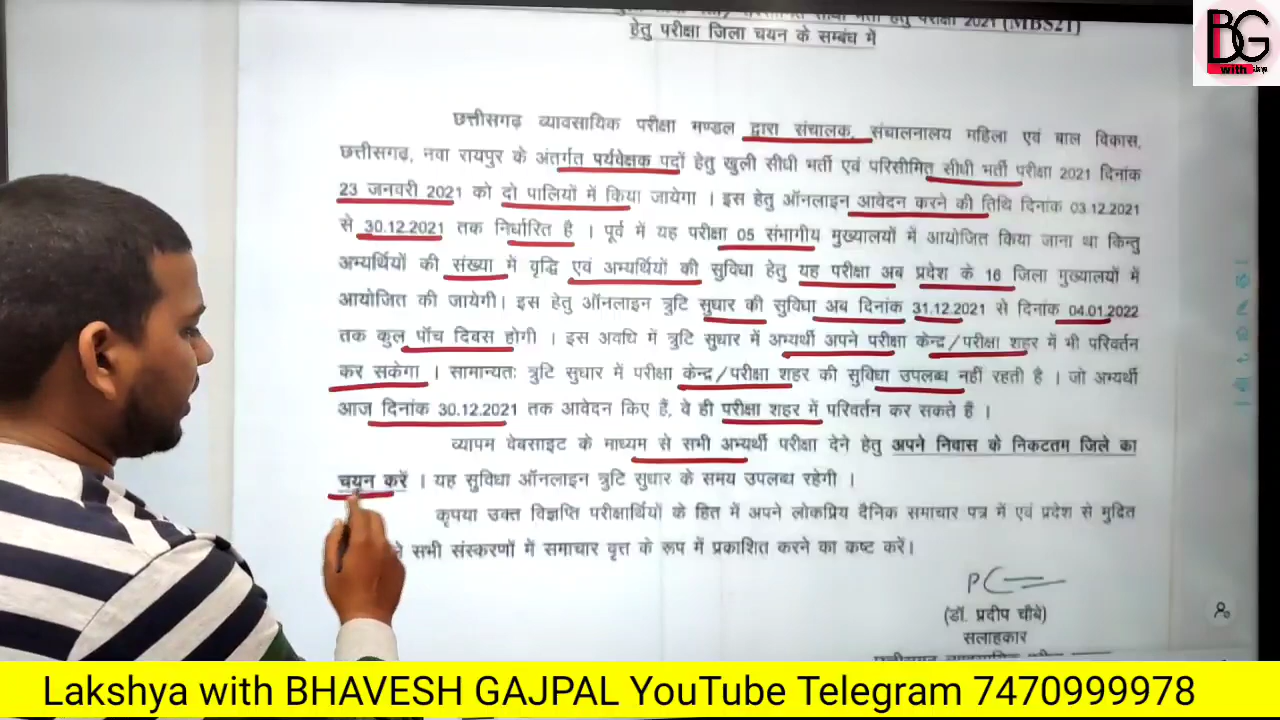 परीक्षा 2021 (MBS21)
हेतु परीक्षा जिला चयन के सम्बंध में
BG
with
छत्तीसगढ़ व्यावसायिक परीक्षा मण्डल द्वारा संचालक, संचालनालय महिला एवं बाल विकास,
छत्तीसगढ़, नवा रायपुर के अंतर्गत पर्यवेक्षक पदों हेतु खुली सीधी भर्ती एवं परिसीमित सीधी भर्ती परीक्षा 2021 दिनांक
23 जनवरी 2021 को दो पालियों में किया जायेगा । इस हेतु ऑनलाइन आवेदन करने की तिथि दिनांक 03.12.2021
से 30.12.2021 तक निर्धारित है । पूर्व में यह परीक्षा 05 संभागीय मुख्यालयों में आयोजित किया जाना था किन्तु
अभ्यर्थियों की संख्या में वृद्धि एवं अभ्यर्थियों की सुविधा हेतु यह परीक्षा अब प्रदेश के 16 जिला मुख्यालयों में
आयोजित की जायेगी। इस हेतु ऑनलाइन त्रुटि सुधार की सुविधा अब दिनांक 31.12.2021 से दिनांक 04.01.2022
तक कुल पॉच दिवस होगी । इस अवधि में त्रुटि सुधार में अभ्यर्थी अपने परीक्षा केन्द्र/परीक्षा शहर में भी परिवर्तन
कर सकेगा । सामान्यतः त्रुटि सुधार में परीक्षा केन्द्र/परीक्षा शहर की सुविधा उपलब्ध नहीं रहती है । जो अभ्यर्थी
आज दिनांक 30.12.2021 तक आवेदन किए हैं, वे ही परीक्षा शहर में परिवर्तन कर सकते हैं ।
व्यापम वेबसाइट के माध्यम से सभी अभ्यर्थी परीक्षा देने हेतु अपने निवास के निकटतम जिले का
चयन करें । यह सुविधा ऑनलाइन त्रुटि सुधार के समय उपलब्ध रहेगी ।
कृपया उक्त विज्ञप्ति परीक्षार्थियों के हित में अपने लोकप्रिय दैनिक समाचार पत्र में एवं प्रदेश से मुद्रित
सभी संस्करणों में समाचार वृत्त के रूप में प्रकाशित करने का कष्ट करें।
(डॉ. प्रदीप चौबे)
सलाहकार
Lakshya with BHAVESH GAJPAL YouTube Telegram 7470999978